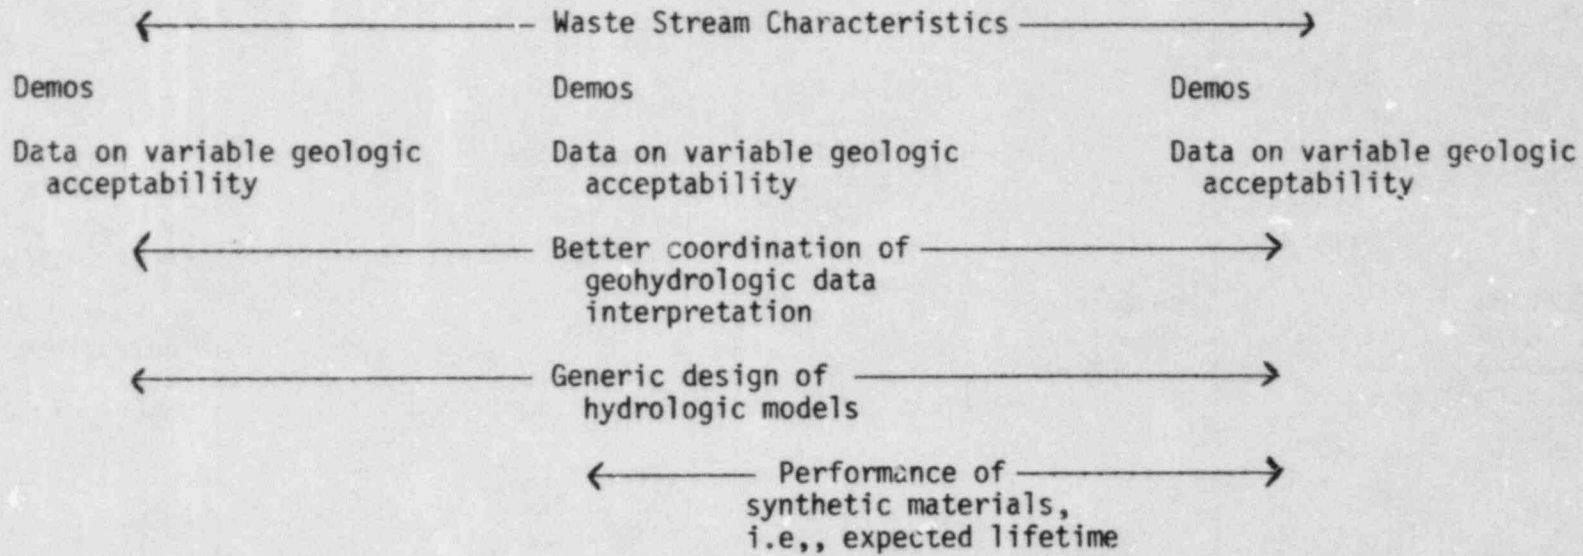 Waste Stream Characteristics
Demos Demos Demos
Data on variable geologic Data on variable geologic Data on variable geologic
acceptability acceptability acceptability
Better coordination of
geohydrologic data
interpretation
Generic design of
hydrologic models
Performance of
synthetic materials,
i.e,, expected lifetime